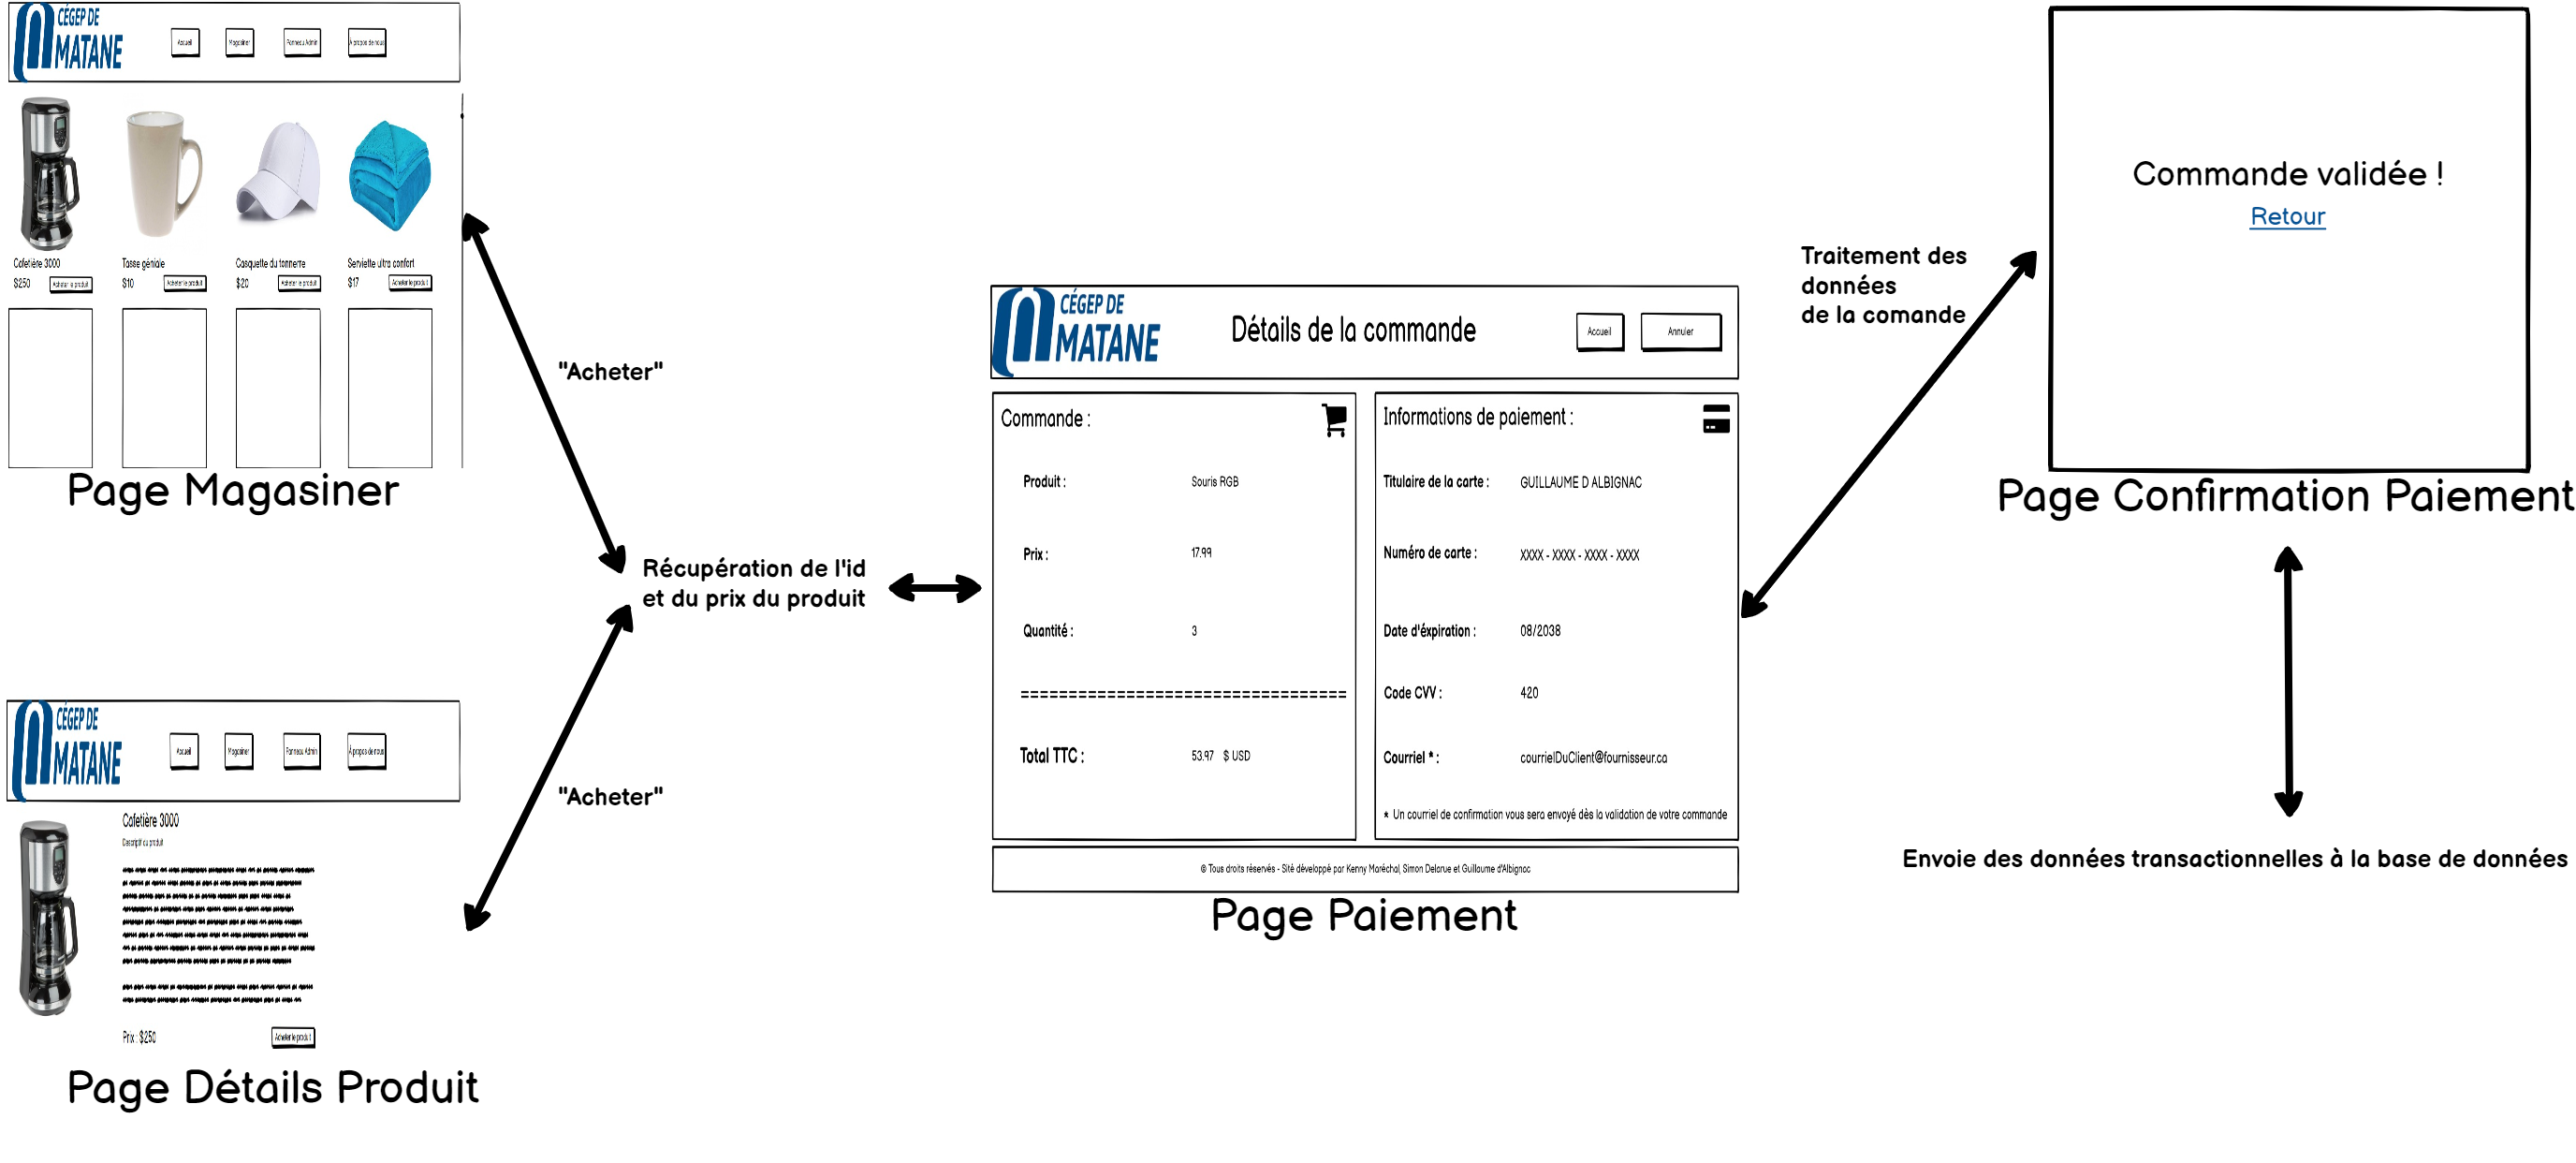 CÉGEP DE
MATANE
Accueil
Magasiner
Panneau Admin
À propos de nous
Cafetière 3000
$250
Acheter le produit
Tasse géniale
$10
Acheter le produit
Casquette du tonnerre
$20
Acheter le produit
Serviette ultra confort
$17
Acheter le produit
Page Magasiner
"Acheter"
Récupération de l'id
et du prix du produit
"Acheter"
CÉGEP DE
MATANE
Accueil
Magasiner
Panneau Admin
À propos de nous
Cafetière 3000
Descriptif du produit
Prix : $250
Acheter le produit
Page Détails Produit
CÉGEP DE
MATANE
Détails de la commande
Accueil
Annuler
Commande :
Produit : Souris RGB
Prix : 17.99
Quantité : 3
==================================
Total TTC : 53.97 $ USD
Informations de paiement :
Titulaire de la carte : GUILLAUME D ALBIGNAC
Numéro de carte : XXXX - XXXX - XXXX - XXXX
Date d'éxpiration : 08/2038
Code CVV : 420
Courriel * : courrielDuClient@fournisseur.ca
* Un courriel de confirmation vous sera envoyé dès la validation de votre commande
© Tous droits réservés - Sité développé par Kenny Maréchal, Simon Delarue et Guillaume d'Albignac
Page Paiement
Traitement des
données
de la comande
Commande validée !
Retour
Page Confirmation Paiement
Envoie des données transactionnelles à la base de données